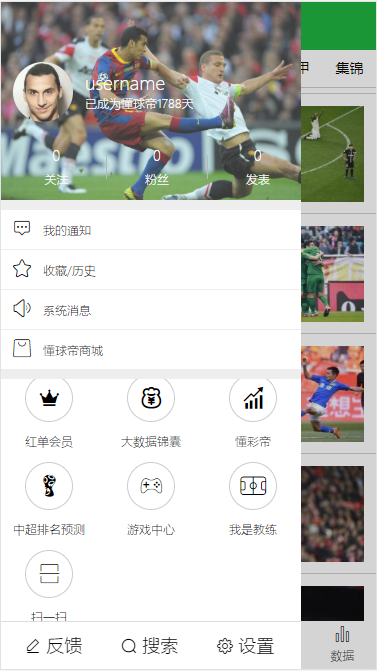 甲 集锦
username
已成为懂球帝1788天
0 0 0
关注 粉丝 发表
我的通知
收藏/历史
系统消息
懂球帝商城
红单会员 大数据锦囊 懂彩帝
中超排名预测 游戏中心 我是教练
扫一扫
反馈 搜索 设置
数据